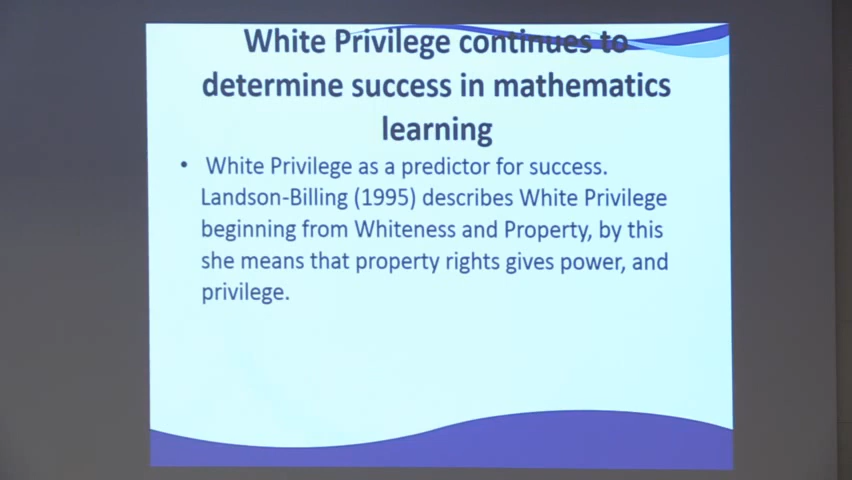 White Privilege continues to
determine success in mathematics
learning
• White Privilege as a predictor for success.
Landson-Billing (1995) describes White Privilege
beginning from Whiteness and Property, by this
she means that property rights gives power, and
privilege.